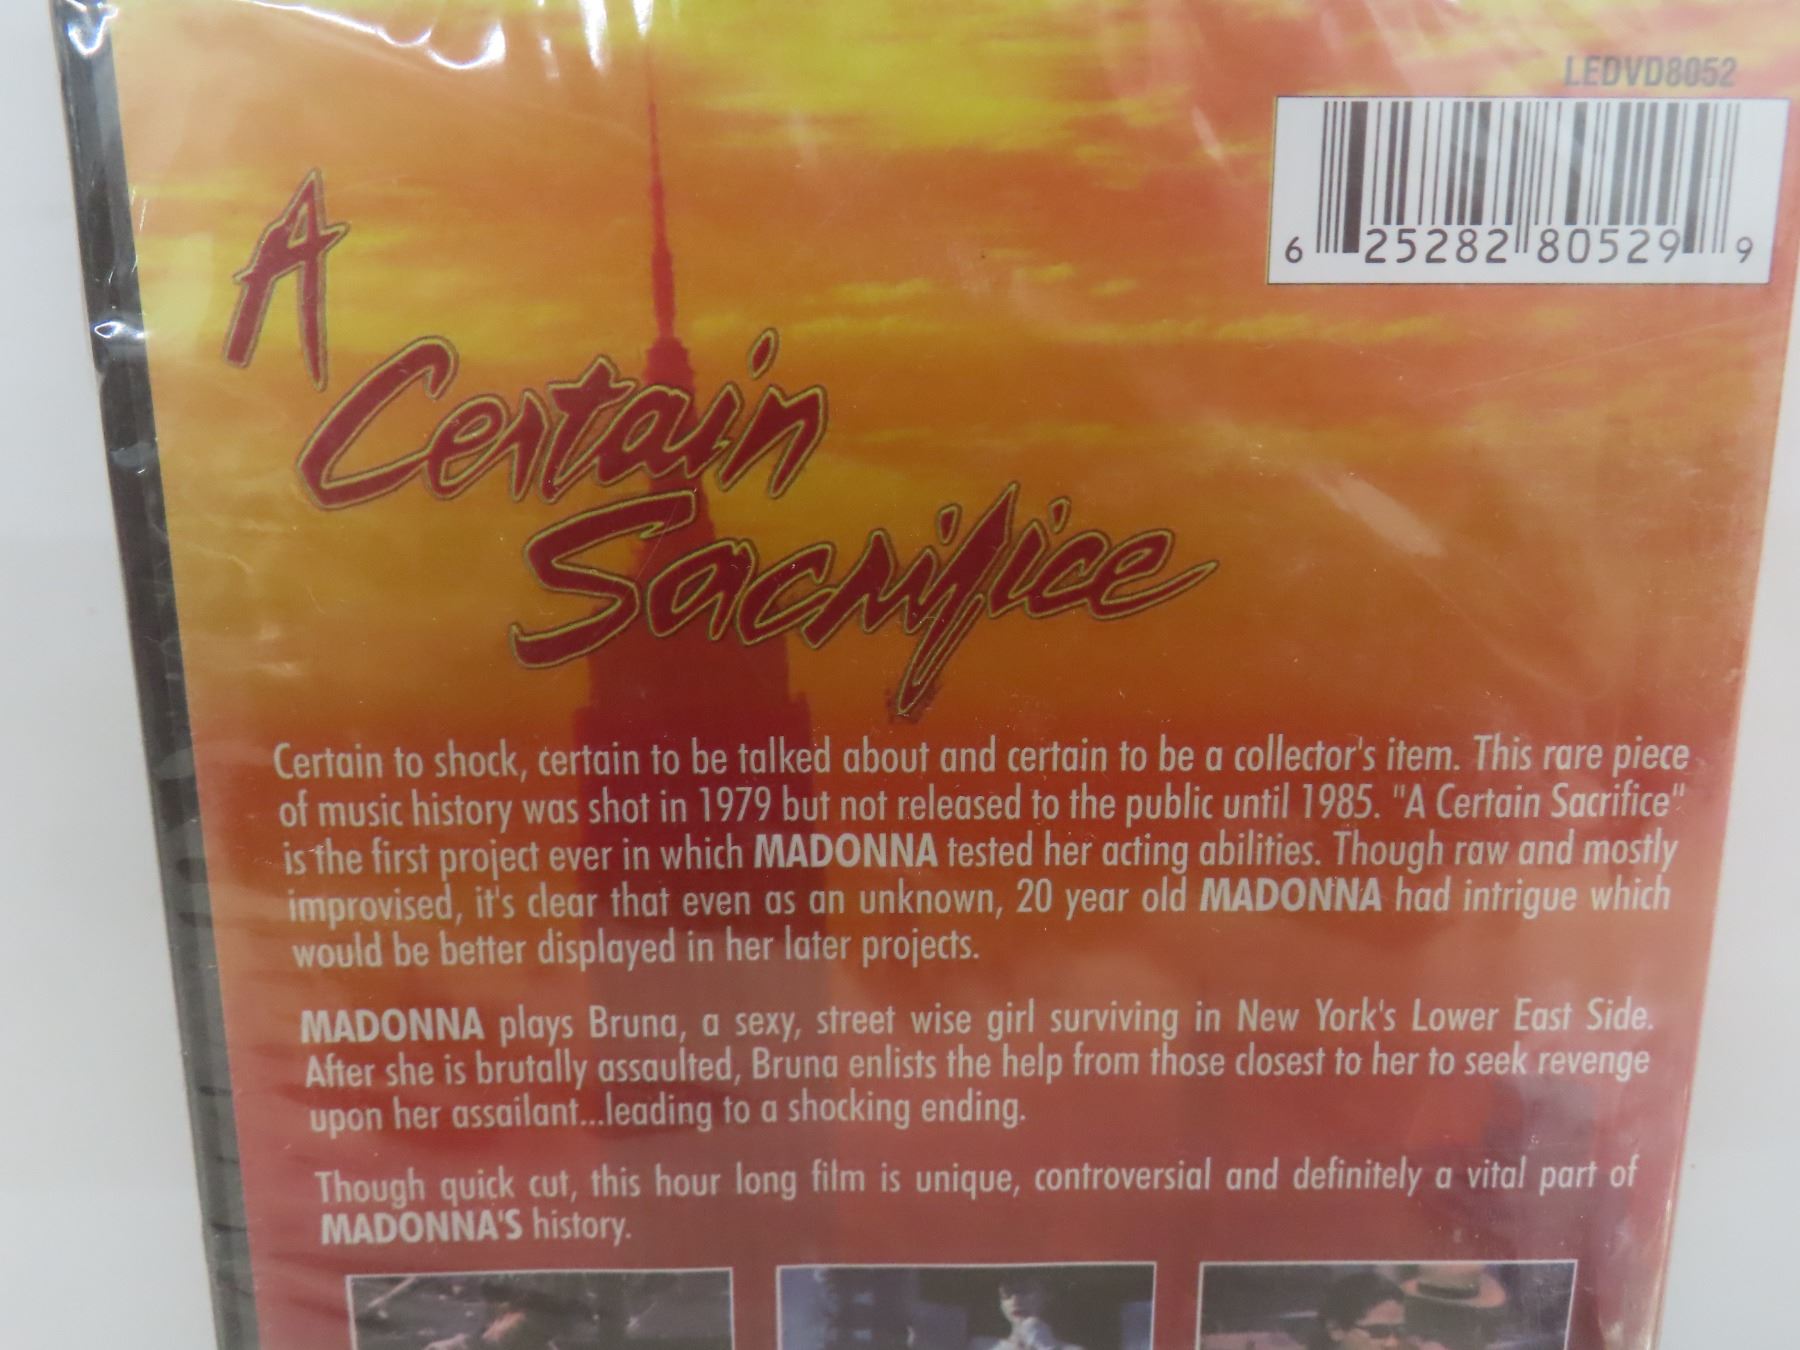 LEDVD8052
6 25282 80529 9
A
Certain
Sacrifice
Certain to shock, certain to be talked about and certain to be a collector's item. This rare piece
of music history was shot in 1979 but not released to the public until 1985. "A Certain Sacrifice"
is the first project ever in which MADONNA tested her acting abilities. Though raw and mostly
improvised, it's clear that even as an unknown, 20 year old MADONNA had intrigue which
would be better displayed in her later projects.
MADONNA plays Bruna, a sexy, street wise girl surviving in New York's Lower East Side.
After she is brutally assaulted, Bruna enlists the help from those closest to her to seek revenge
upon her assailant...leading to a shocking ending.
Though quick cut, this hour long film is unique, controversial and definitely a vital part of
MADONNA'S history.